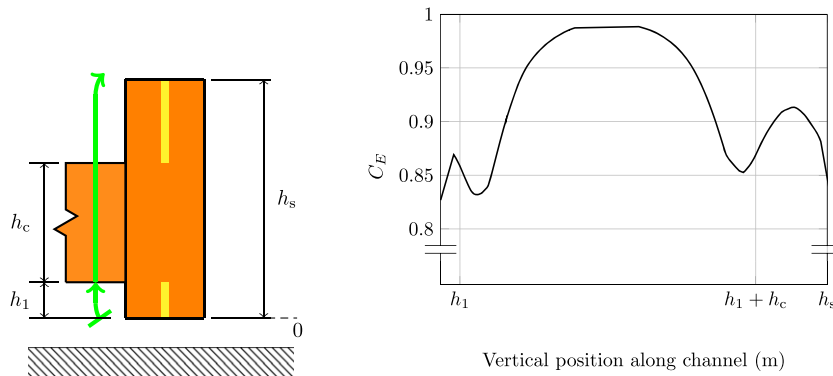 h_c
h_1
h_s
0
C_E
1
0.95
0.9
0.85
0.8
h_1
h_1 + h_c
h_s
Vertical position along channel (m)